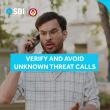 SBI
VERIFY AND AVOID
UNKNOWN THREAT CALLS